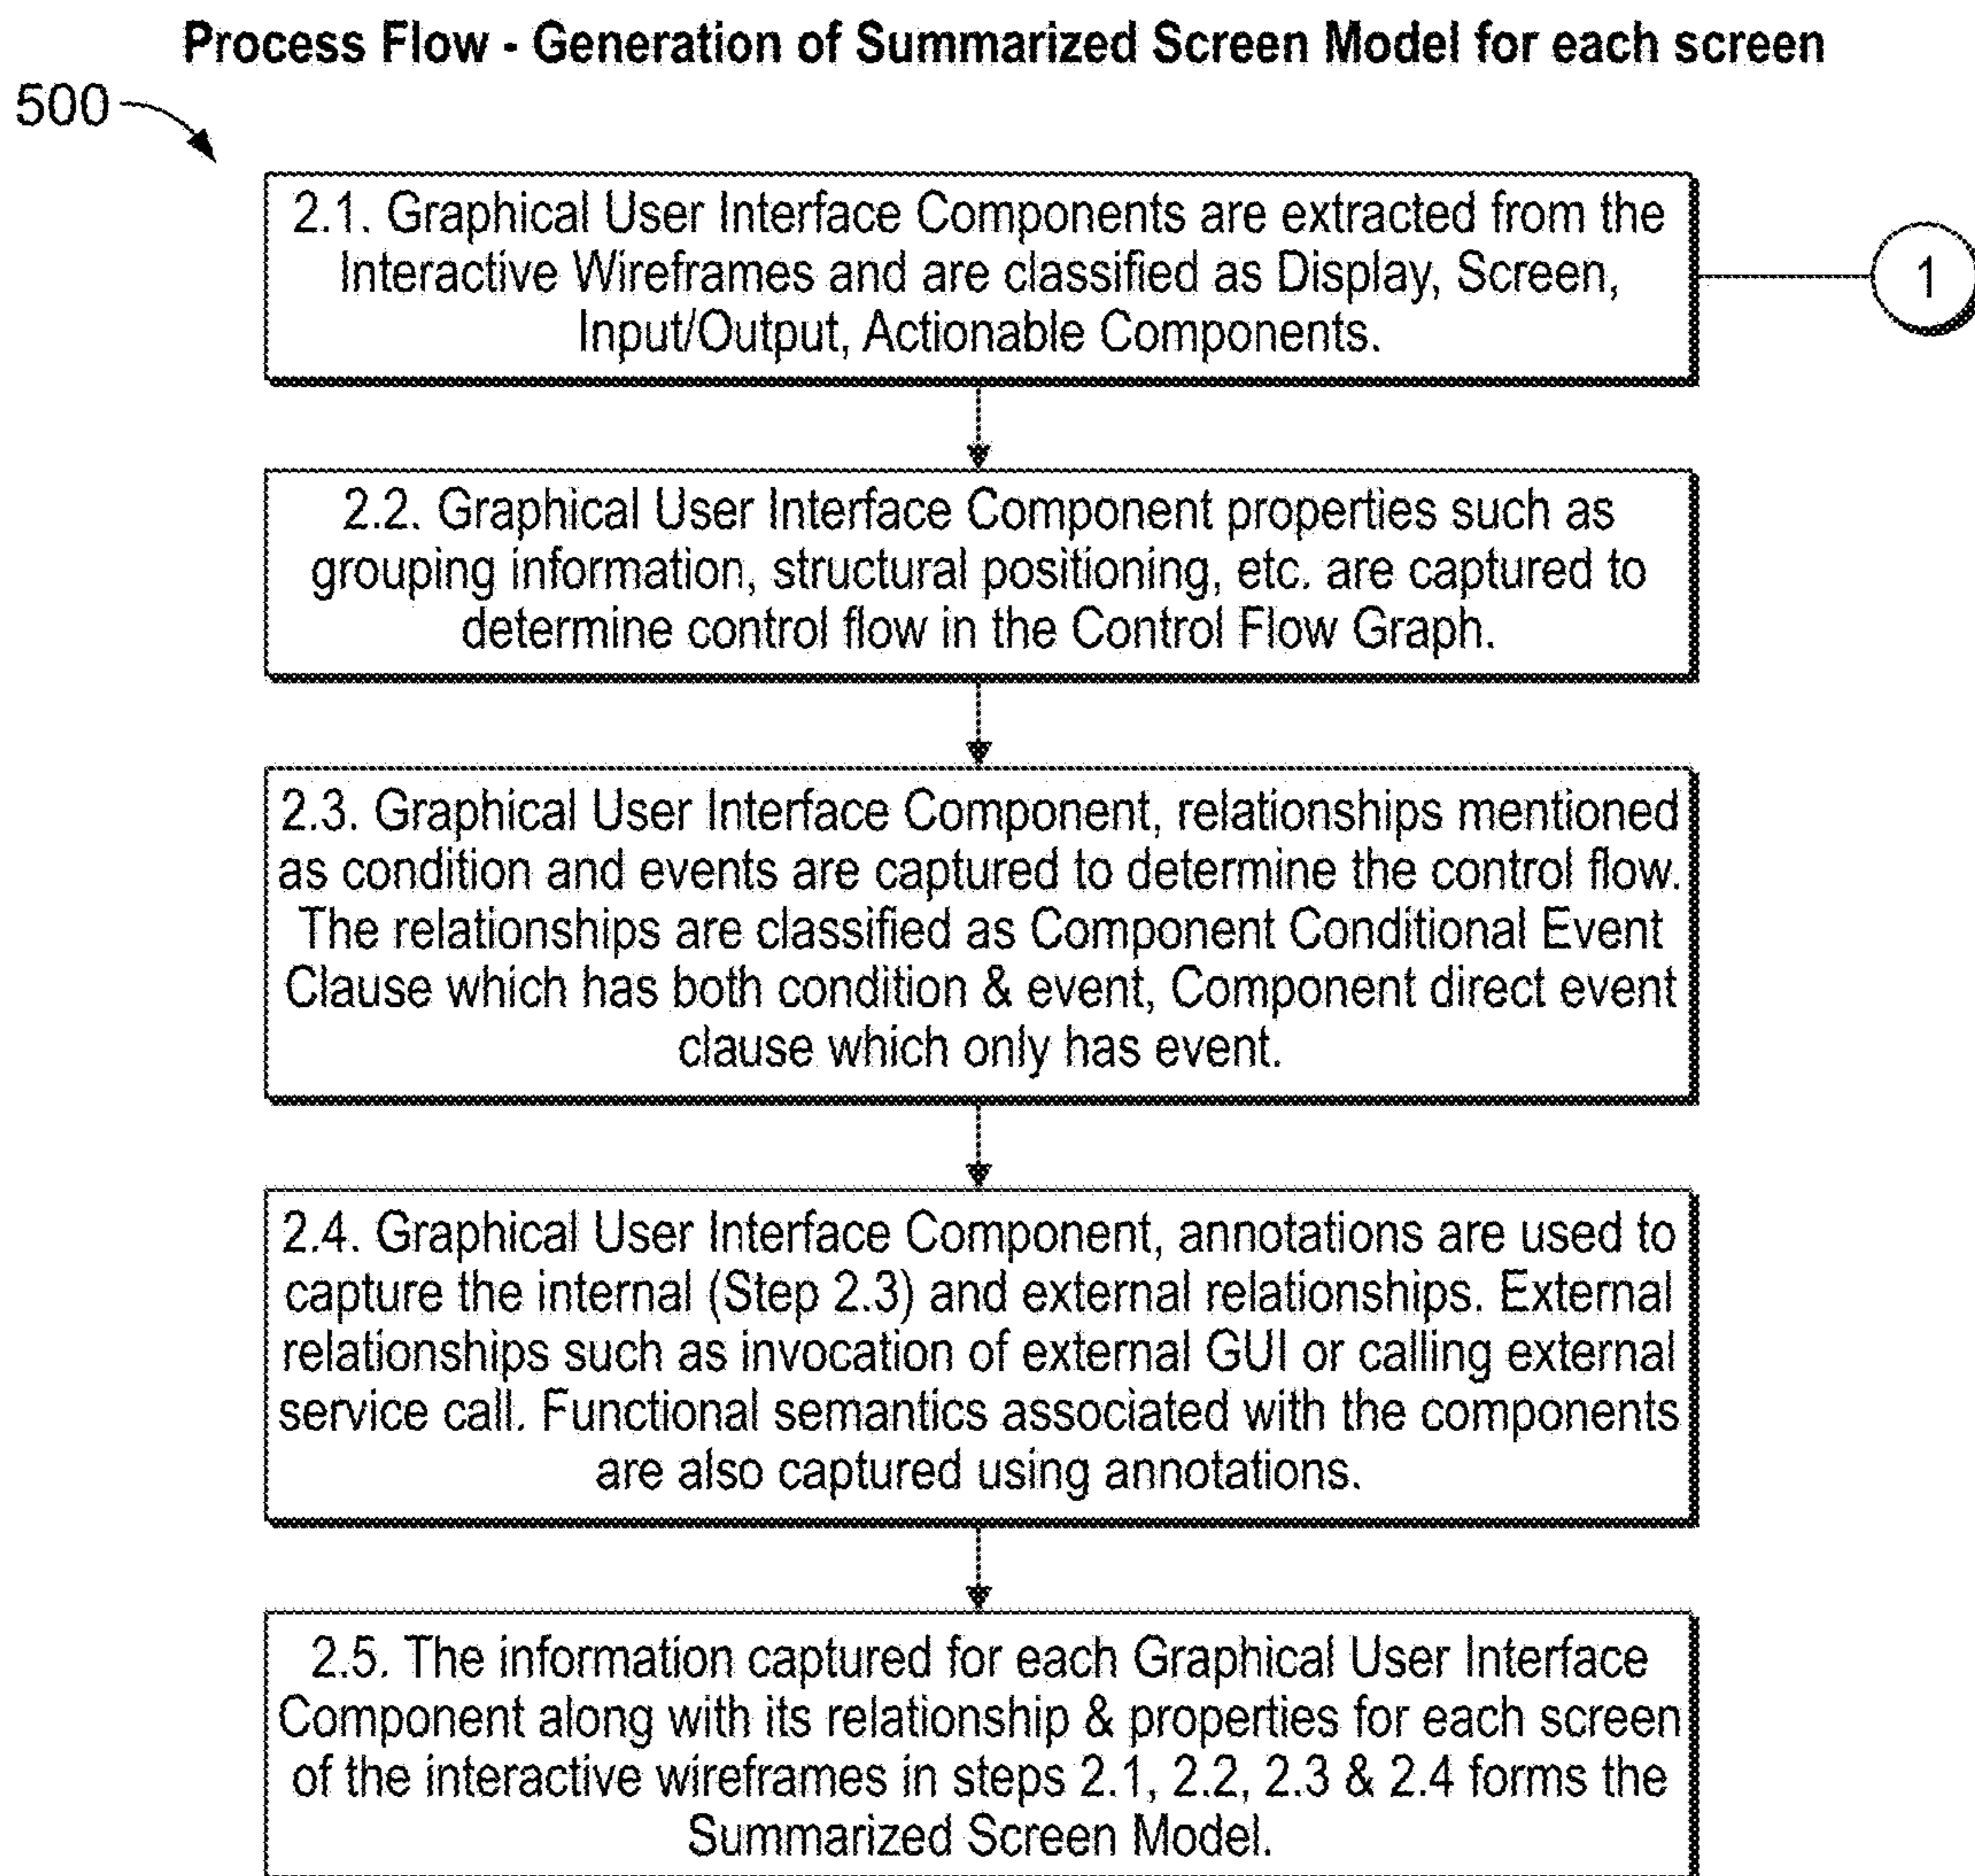 Process Flow - Generation of Summarized Screen Model for each screen
500
2.1. Graphical User Interface Components are extracted from the
Interactive Wireframes and are classified as Display, Screen,
Input/Output, Actionable Components.
1
2.2. Graphical User Interface Component properties such as
grouping information, structural positioning, etc. are captured to
determine control flow in the Control Flow Graph.
2.3. Graphical User Interface Component, relationships mentioned
as condition and events are captured to determine the control flow.
The relationships are classified as Component Conditional Event
Clause which has both condition & event, Component direct event
clause which only has event.
2.4. Graphical User Interface Component, annotations are used to
capture the internal (Step 2.3) and external relationships. External
relationships such as invocation of external GUI or calling external
service call. Functional semantics associated with the components
are also captured using annotations.
2.5. The information captured for each Graphical User Interface
Component along with its relationship & properties for each screen
of the interactive wireframes in steps 2.1, 2.2, 2.3 & 2.4 forms the
Summarized Screen Model.